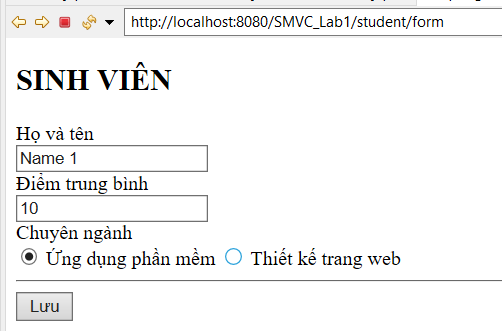 http://localhost:8080/SMVC_Lab1/student/form
SINH VIÊN
Họ và tên
Name 1
Điểm trung bình
10
Chuyên ngành
Ứng dụng phần mềm Thiết kế trang web
Lưu